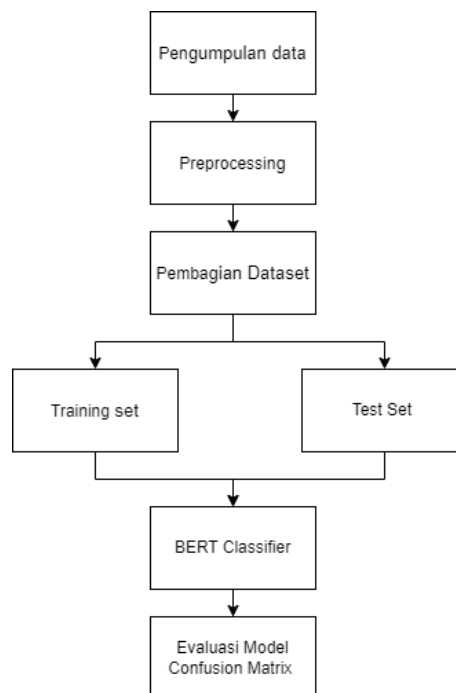 Pengumpulan data
Preprocessing
Pembagian Dataset
Training set
Test Set
BERT Classifier
Evaluasi Model
Confusion Matrix